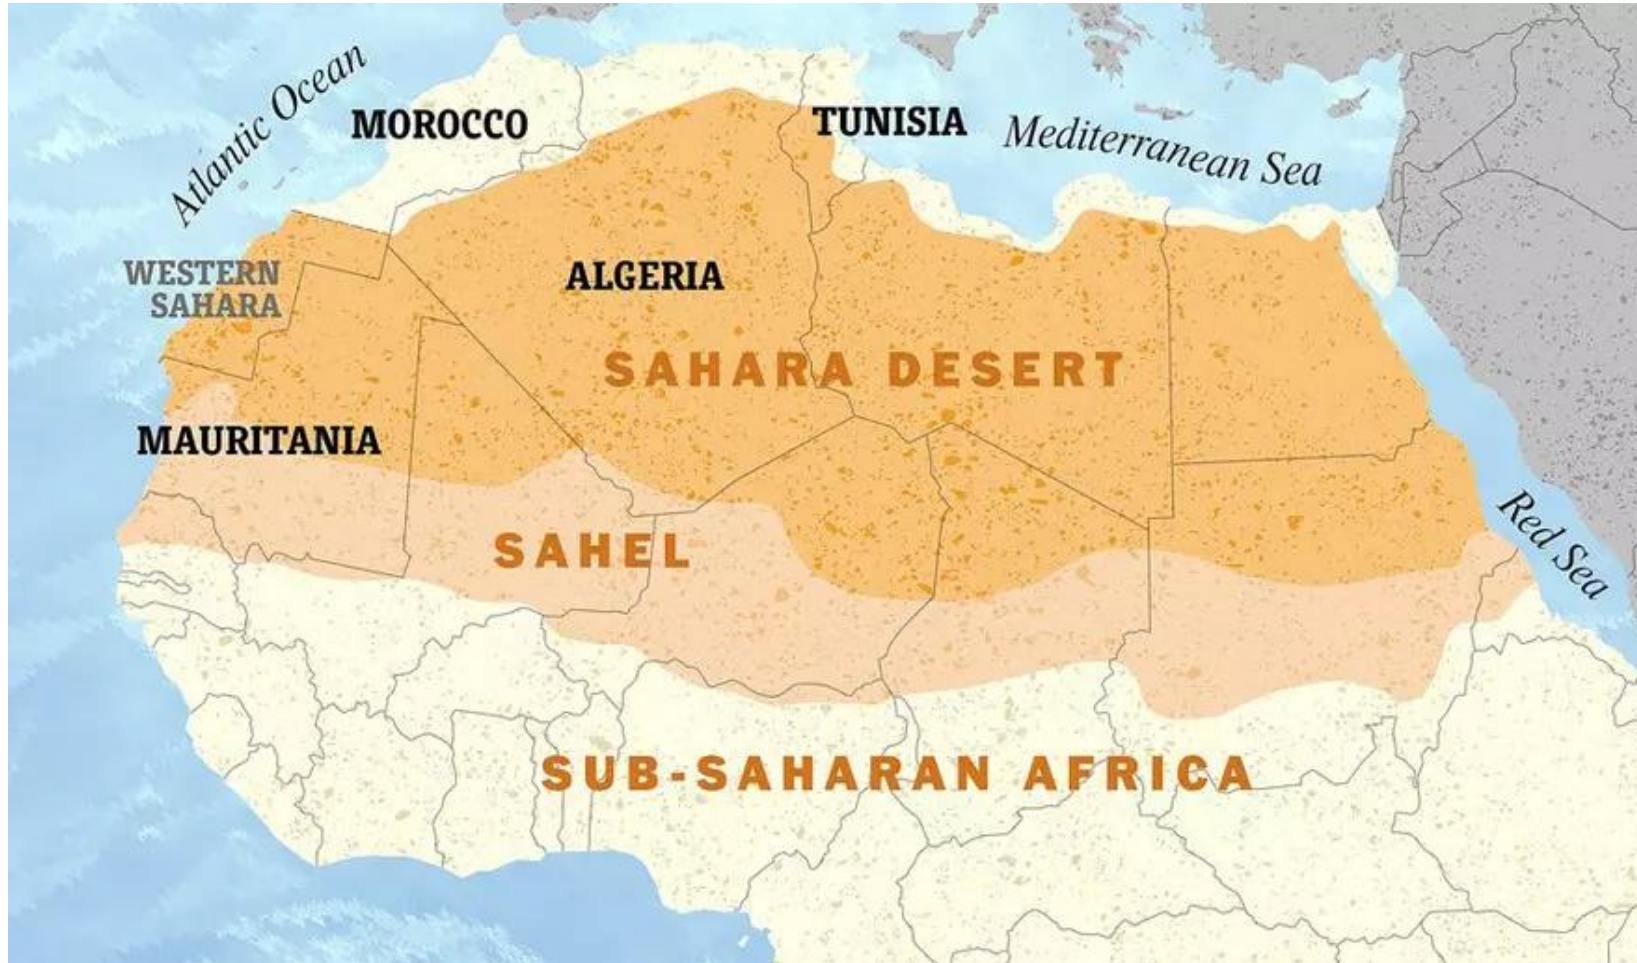 Atlantic Ocean
MOROCCO
TUNISIA
Mediterranean Sea
WESTERN
SAHARA
ALGERIA
SAHARA DESERT
MAURITANIA
SAHEL
Red Sea
SUB-SAHARAN AFRICA